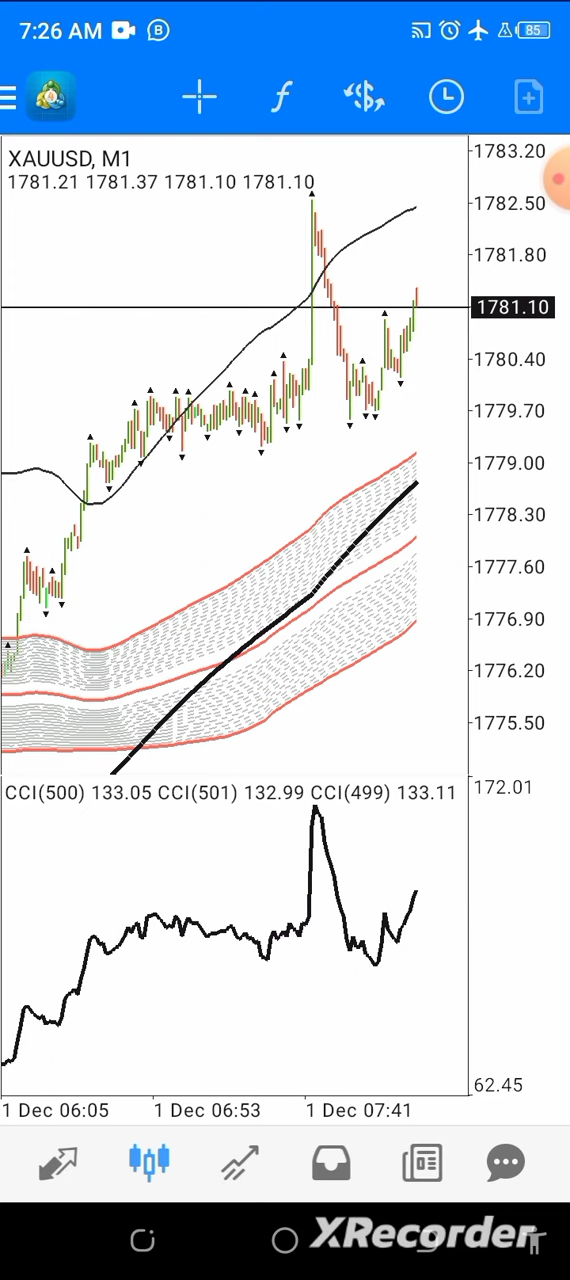 7:26 AM
B
85
f
$
XAUUSD, M1
1781.21 1781.37 1781.10 1781.10
1783.20
1782.50
1781.80
1781.10
1780.40
1779.70
1779.00
1778.30
1777.60
1776.90
1776.20
1775.50
CCI(500) 133.05 CCI(501) 132.99 CCI(499) 133.11
172.01
62.45
1 Dec 06:05
1 Dec 06:53
1 Dec 07:41
XRecorder